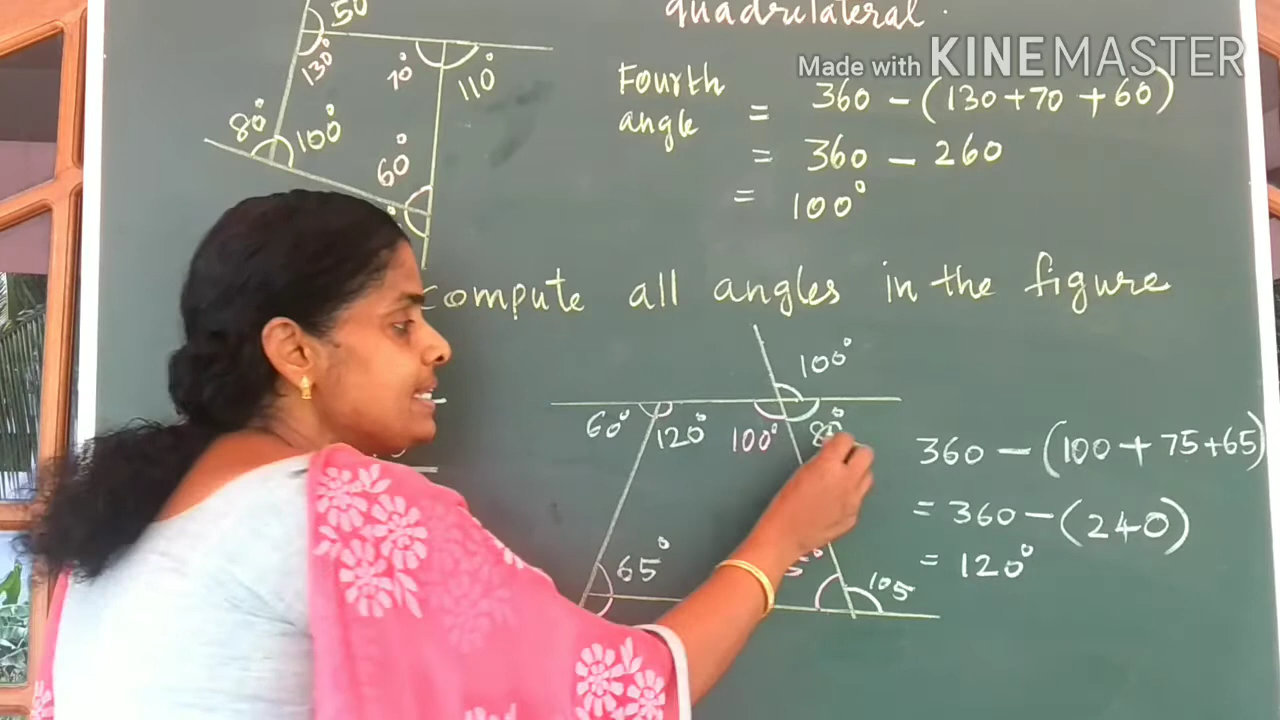 quadrilateral.
Made with KINEMASTER
50
130°
70°
110°
80°
100°
60°
Fourth angle = 360 - (130+70+60)
= 360 - 260
= 100°
compute all angles in the figure
100°
60°
120°
100°
80°
65°
105
360 - (100 + 75 + 65)
= 360 - (240)
= 120°